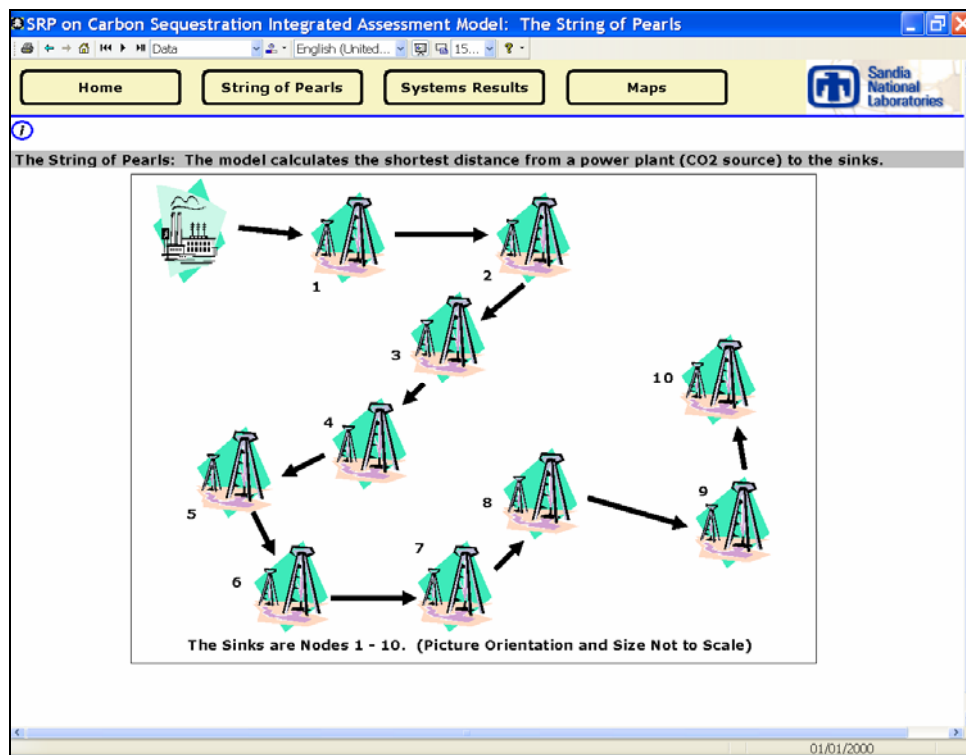 SRP on Carbon Sequestration Integrated Assessment Model: The String of Pearls
Data English (United... 15...
Home String of Pearls Systems Results Maps
Sandia
National
Laboratories
i
The String of Pearls: The model calculates the shortest distance from a power plant (CO2 source) to the sinks.
1
2
3
4
5
6
7
8
9
10
The Sinks are Nodes 1 - 10. (Picture Orientation and Size Not to Scale)
01/01/2000